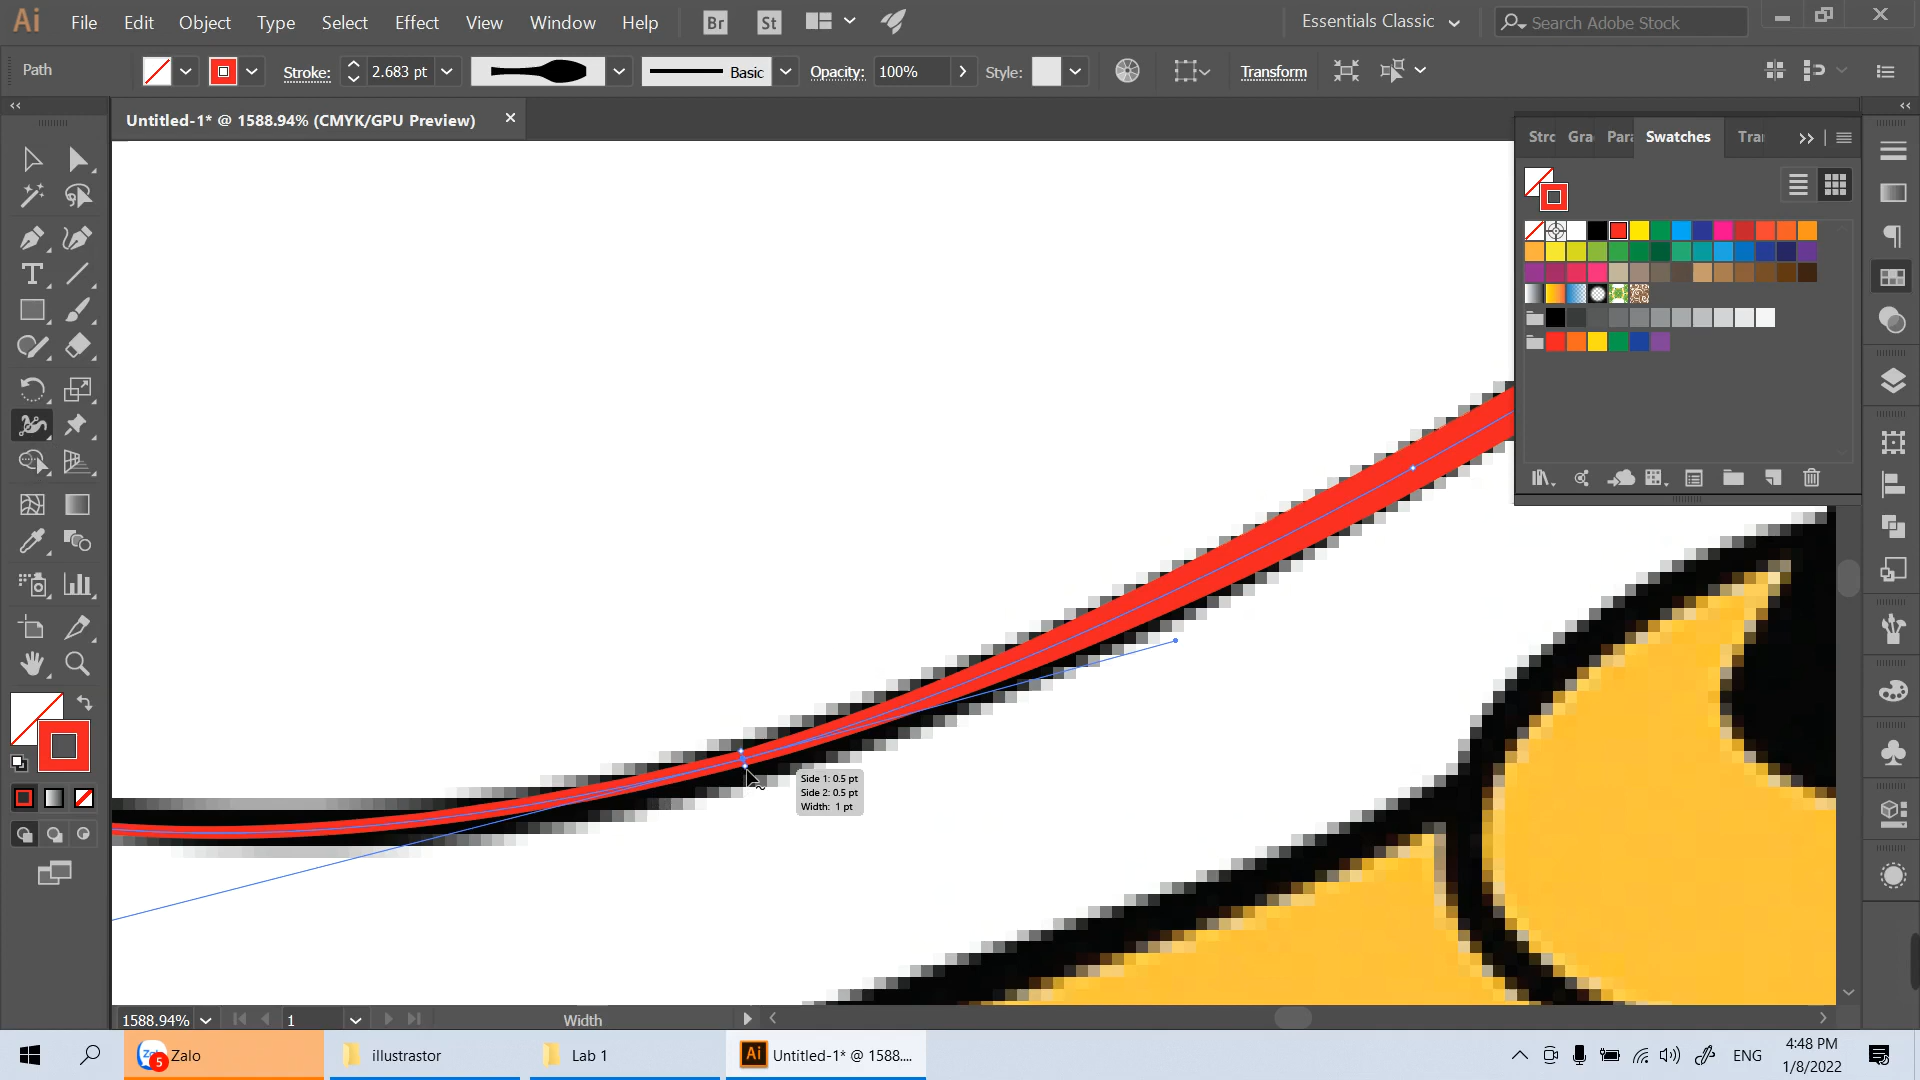 Ai File Edit Object Type Select Effect View Window Help Br St Essentials Classic Search Adobe Stock
Path Stroke: 2.683 pt Basic Opacity: 100% Style: Transform
Untitled-1* @ 1588.94% (CMYK/GPU Preview)
Strc Gra Para Swatches Tra
Side 1: 0.5 pt
Side 2: 0.5 pt
Width: 1 pt
1588.94% 1 Width
5 Zalo illustrastor Lab 1 Ai Untitled-1* @ 1588.... ENG
4:48 PM
1/8/2022